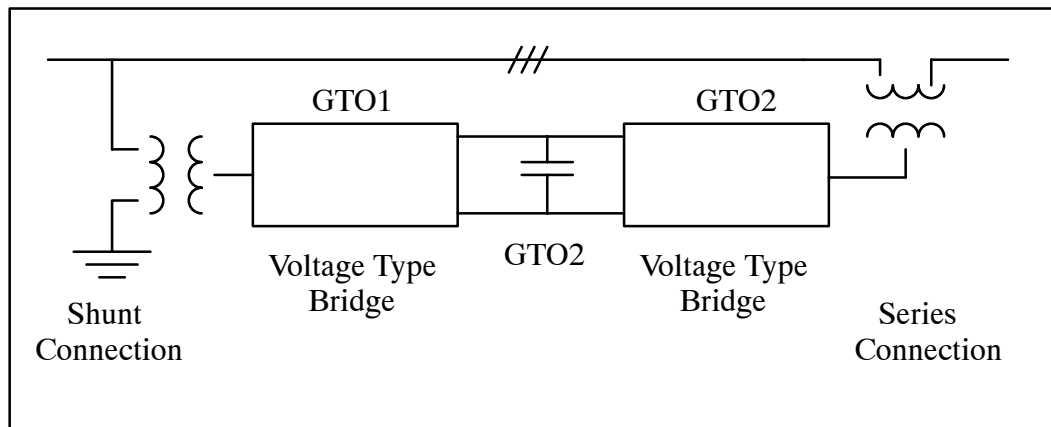 GTO1
GTO2
GTO2
Voltage Type
Bridge
Voltage Type
Bridge
Shunt
Connection
Series
Connection